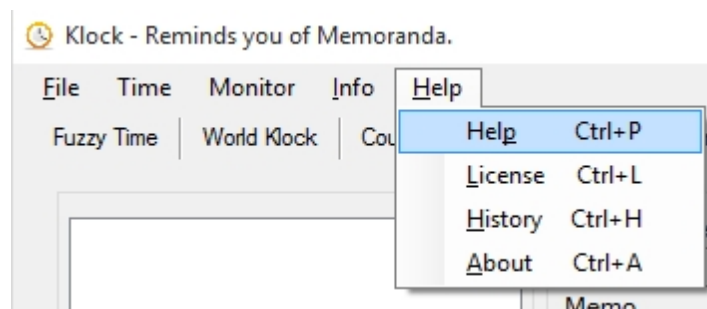 Klock - Reminds you of Memoranda.
File Time Monitor Info Help
Fuzzy Time World Klock
Help Ctrl+P
License Ctrl+L
History Ctrl+H
About Ctrl+A
Memo